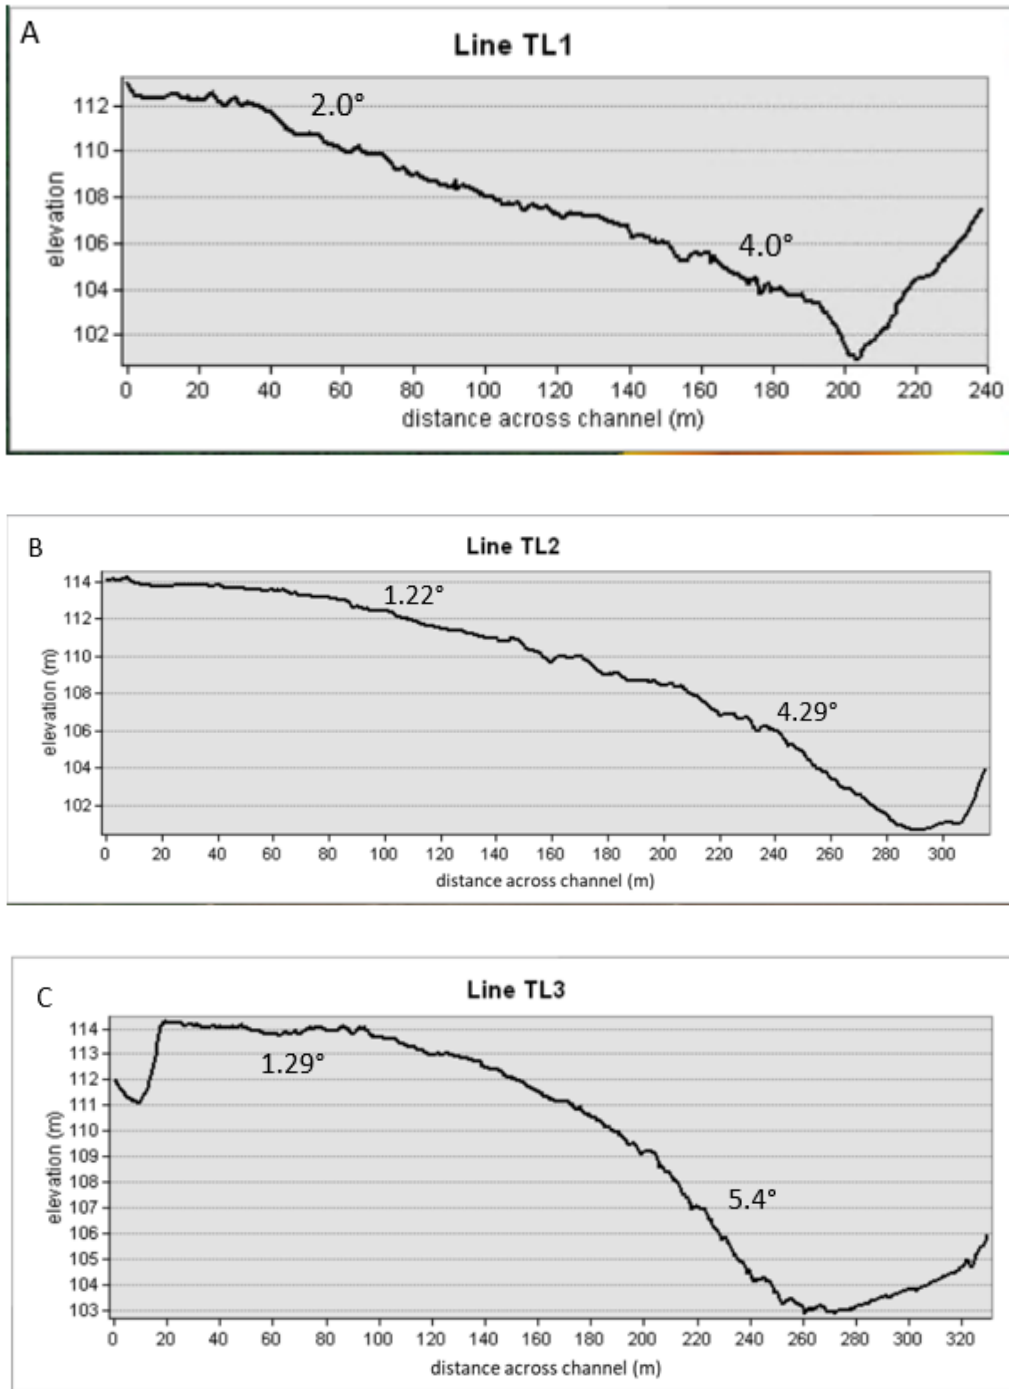 A
Line TL1
elevation
112
110
108
106
104
102
2.0°
4.0°
0 20 40 60 80 100 120 140 160 180 200 220 240
distance across channel (m)
B
Line TL2
elevation (m)
114
112
110
108
106
104
102
1.22°
4.29°
0 20 40 60 80 100 120 140 160 180 200 220 240 260 280 300
distance across channel (m)
C
Line TL3
elevation (m)
114
113
112
111
110
109
108
107
106
105
104
103
1.29°
5.4°
0 20 40 60 80 100 120 140 160 180 200 220 240 260 280 300 320
distance across channel (m)